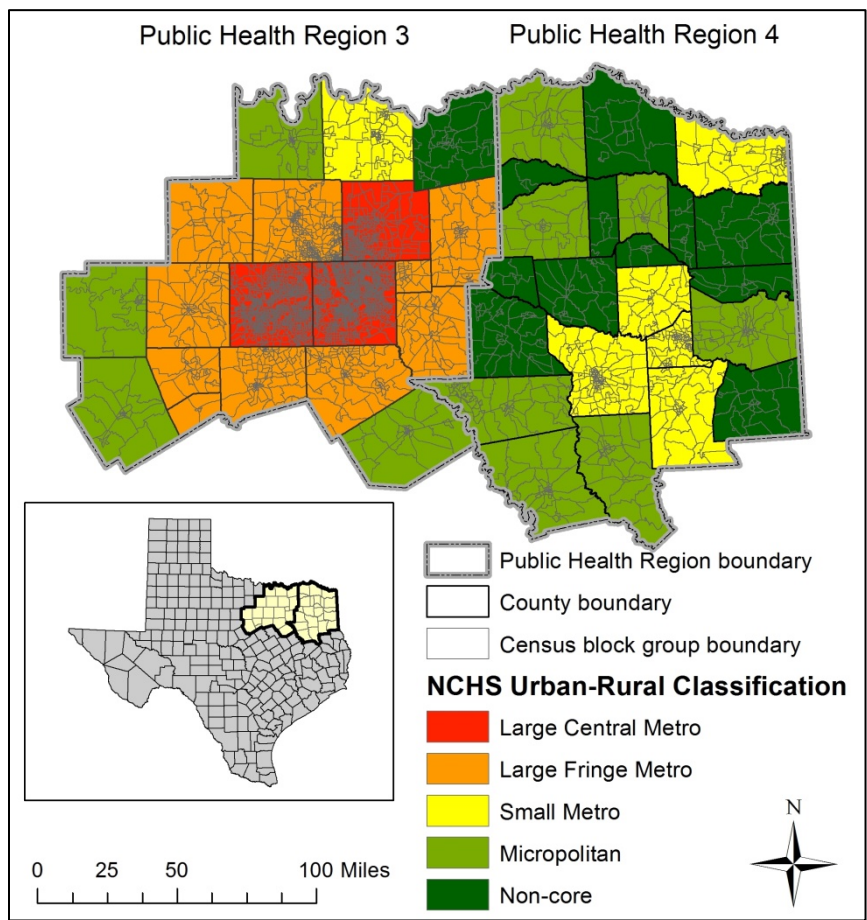 Public Health Region 3
Public Health Region 4
Public Health Region boundary
County boundary
Census block group boundary
NCHS Urban-Rural Classification
Large Central Metro
Large Fringe Metro
Small Metro
Micropolitan
Non-core
N
0 25 50 100 Miles